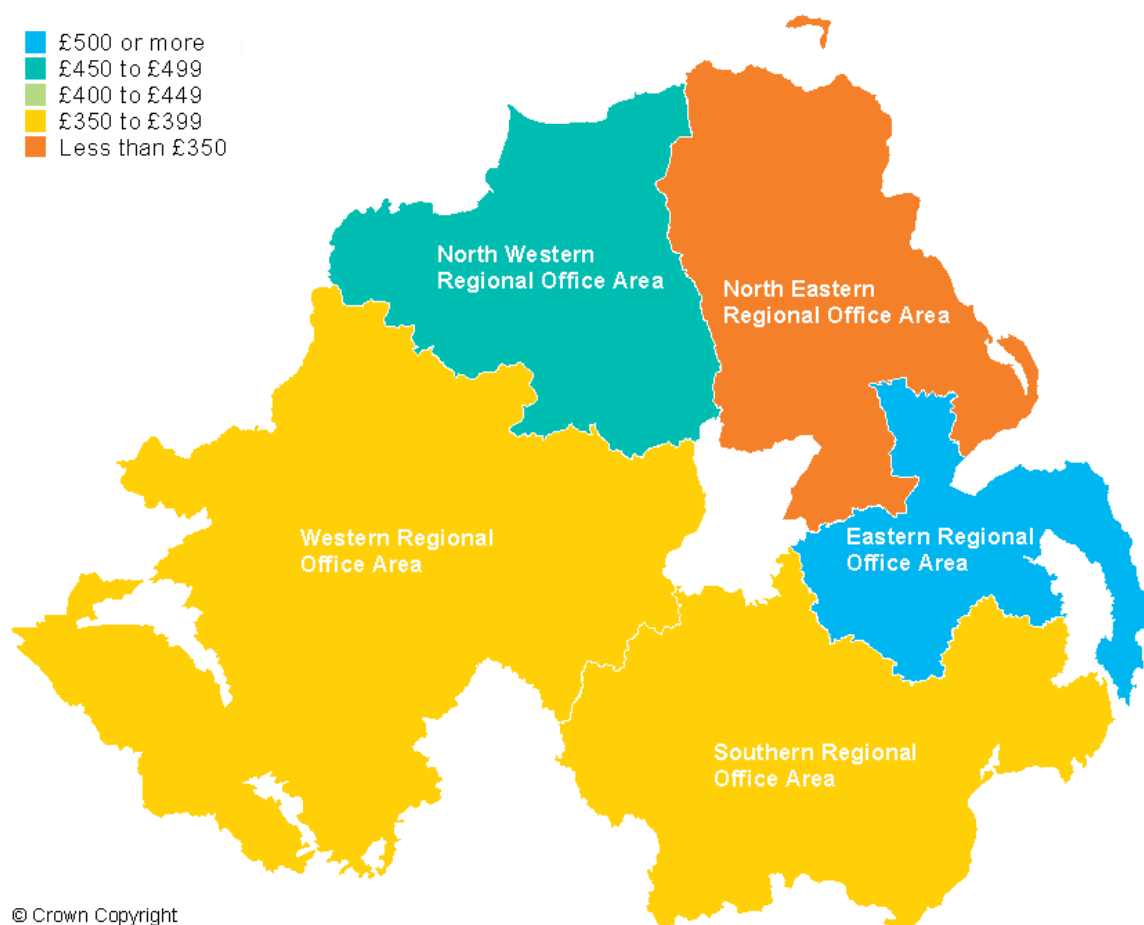 £500 or more
£450 to £499
£400 to £449
£350 to £399
Less than £350
North Western
Regional Office Area
North Eastern
Regional Office Area
Western Regional
Office Area
Eastern Regional
Office Area
Southern Regional
Office Area
© Crown Copyright